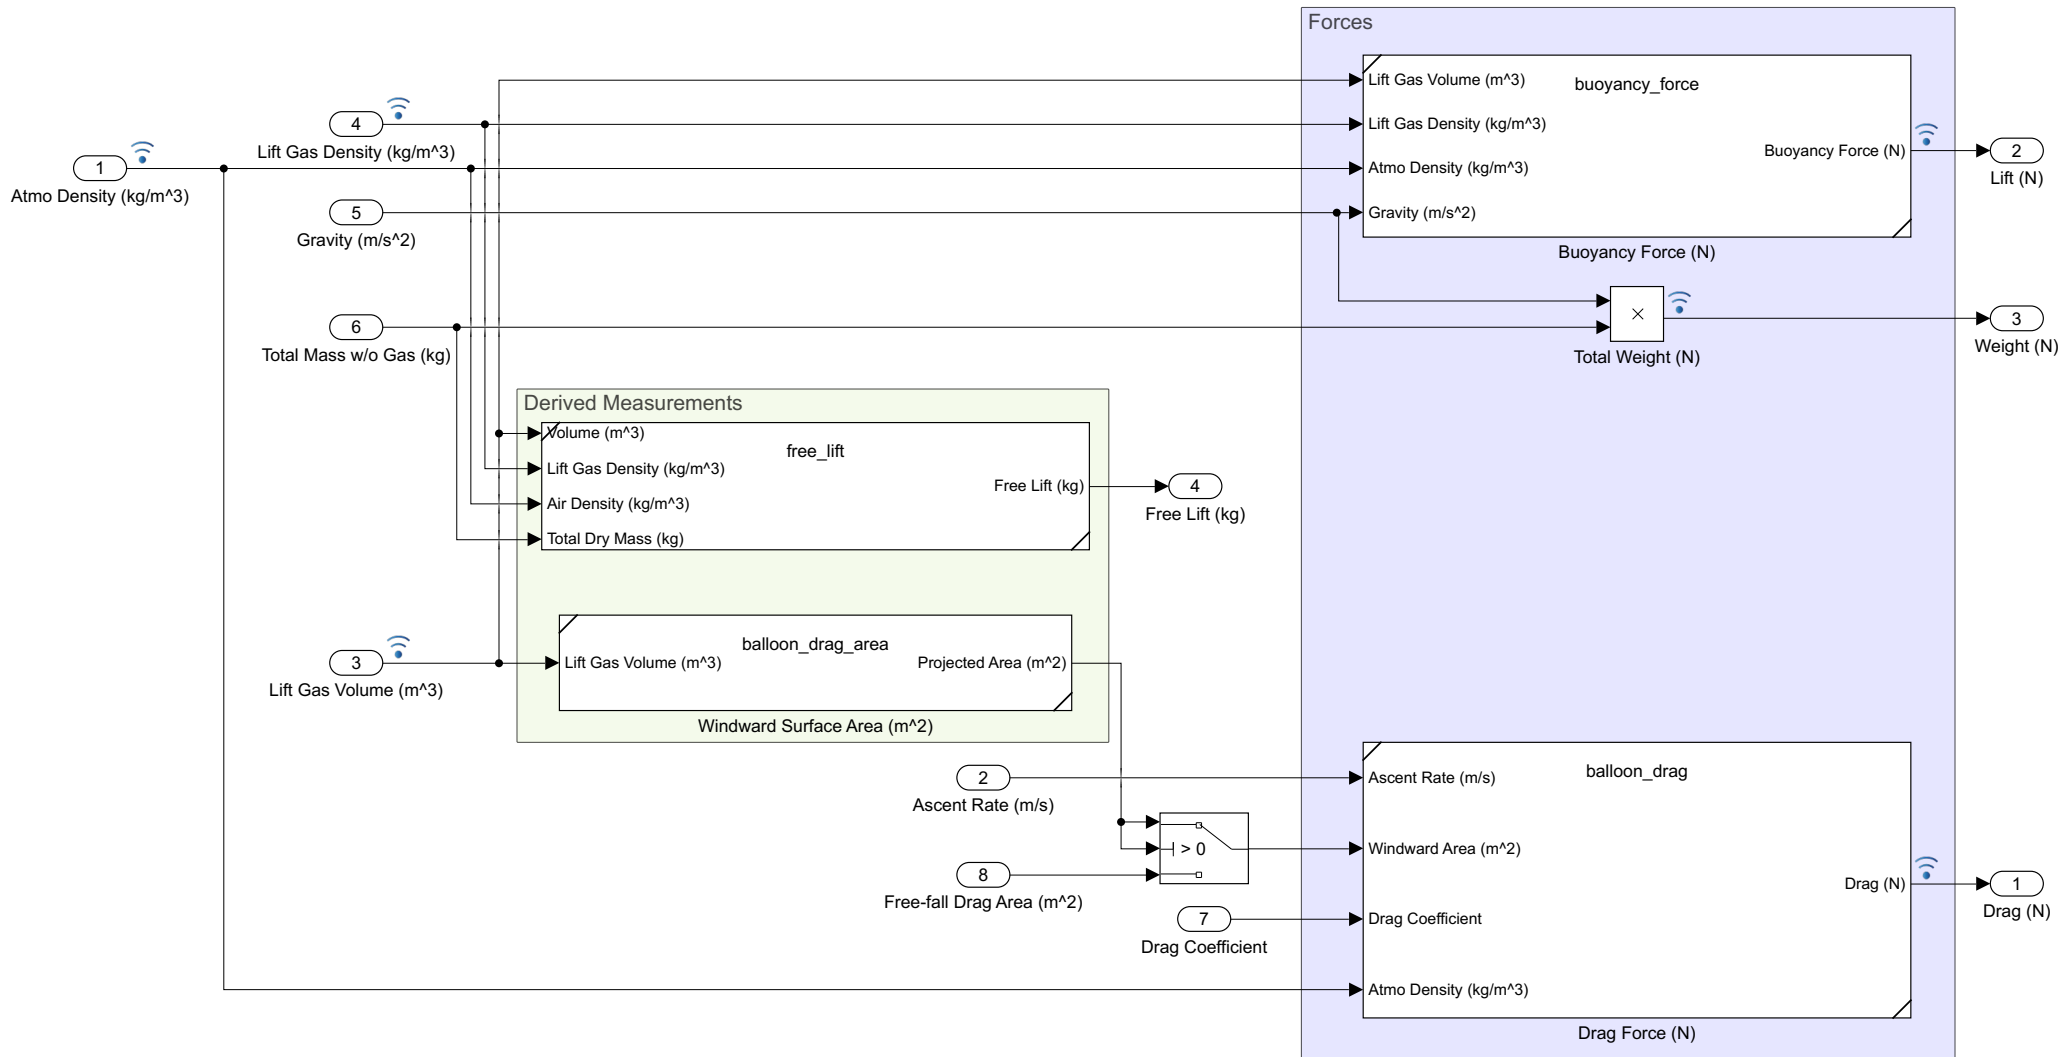 Forces
Lift Gas Volume (m^3)
buoyancy_force
4
Lift Gas Density (kg/m^3)
Lift Gas Density (kg/m^3)
1
Atmo Density (kg/m^3)
Atmo Density (kg/m^3)
Buoyancy Force (N)
2
Lift (N)
5
Gravity (m/s^2)
Gravity (m/s^2)
Buoyancy Force (N)
6
Total Mass w/o Gas (kg)
×
Total Weight (N)
3
Weight (N)
Derived Measurements
Volume (m^3)
free_lift
Lift Gas Density (kg/m^3)
Air Density (kg/m^3)
Total Dry Mass (kg)
Free Lift (kg)
4
Free Lift (kg)
3
Lift Gas Volume (m^3)
balloon_drag_area
Lift Gas Volume (m^3)
Projected Area (m^2)
Windward Surface Area (m^2)
2
Ascent Rate (m/s)
Ascent Rate (m/s)
balloon_drag
> 0
Windward Area (m^2)
8
Free-fall Drag Area (m^2)
7
Drag Coefficient
Drag Coefficient
Drag (N)
1
Drag (N)
Atmo Density (kg/m^3)
Drag Force (N)